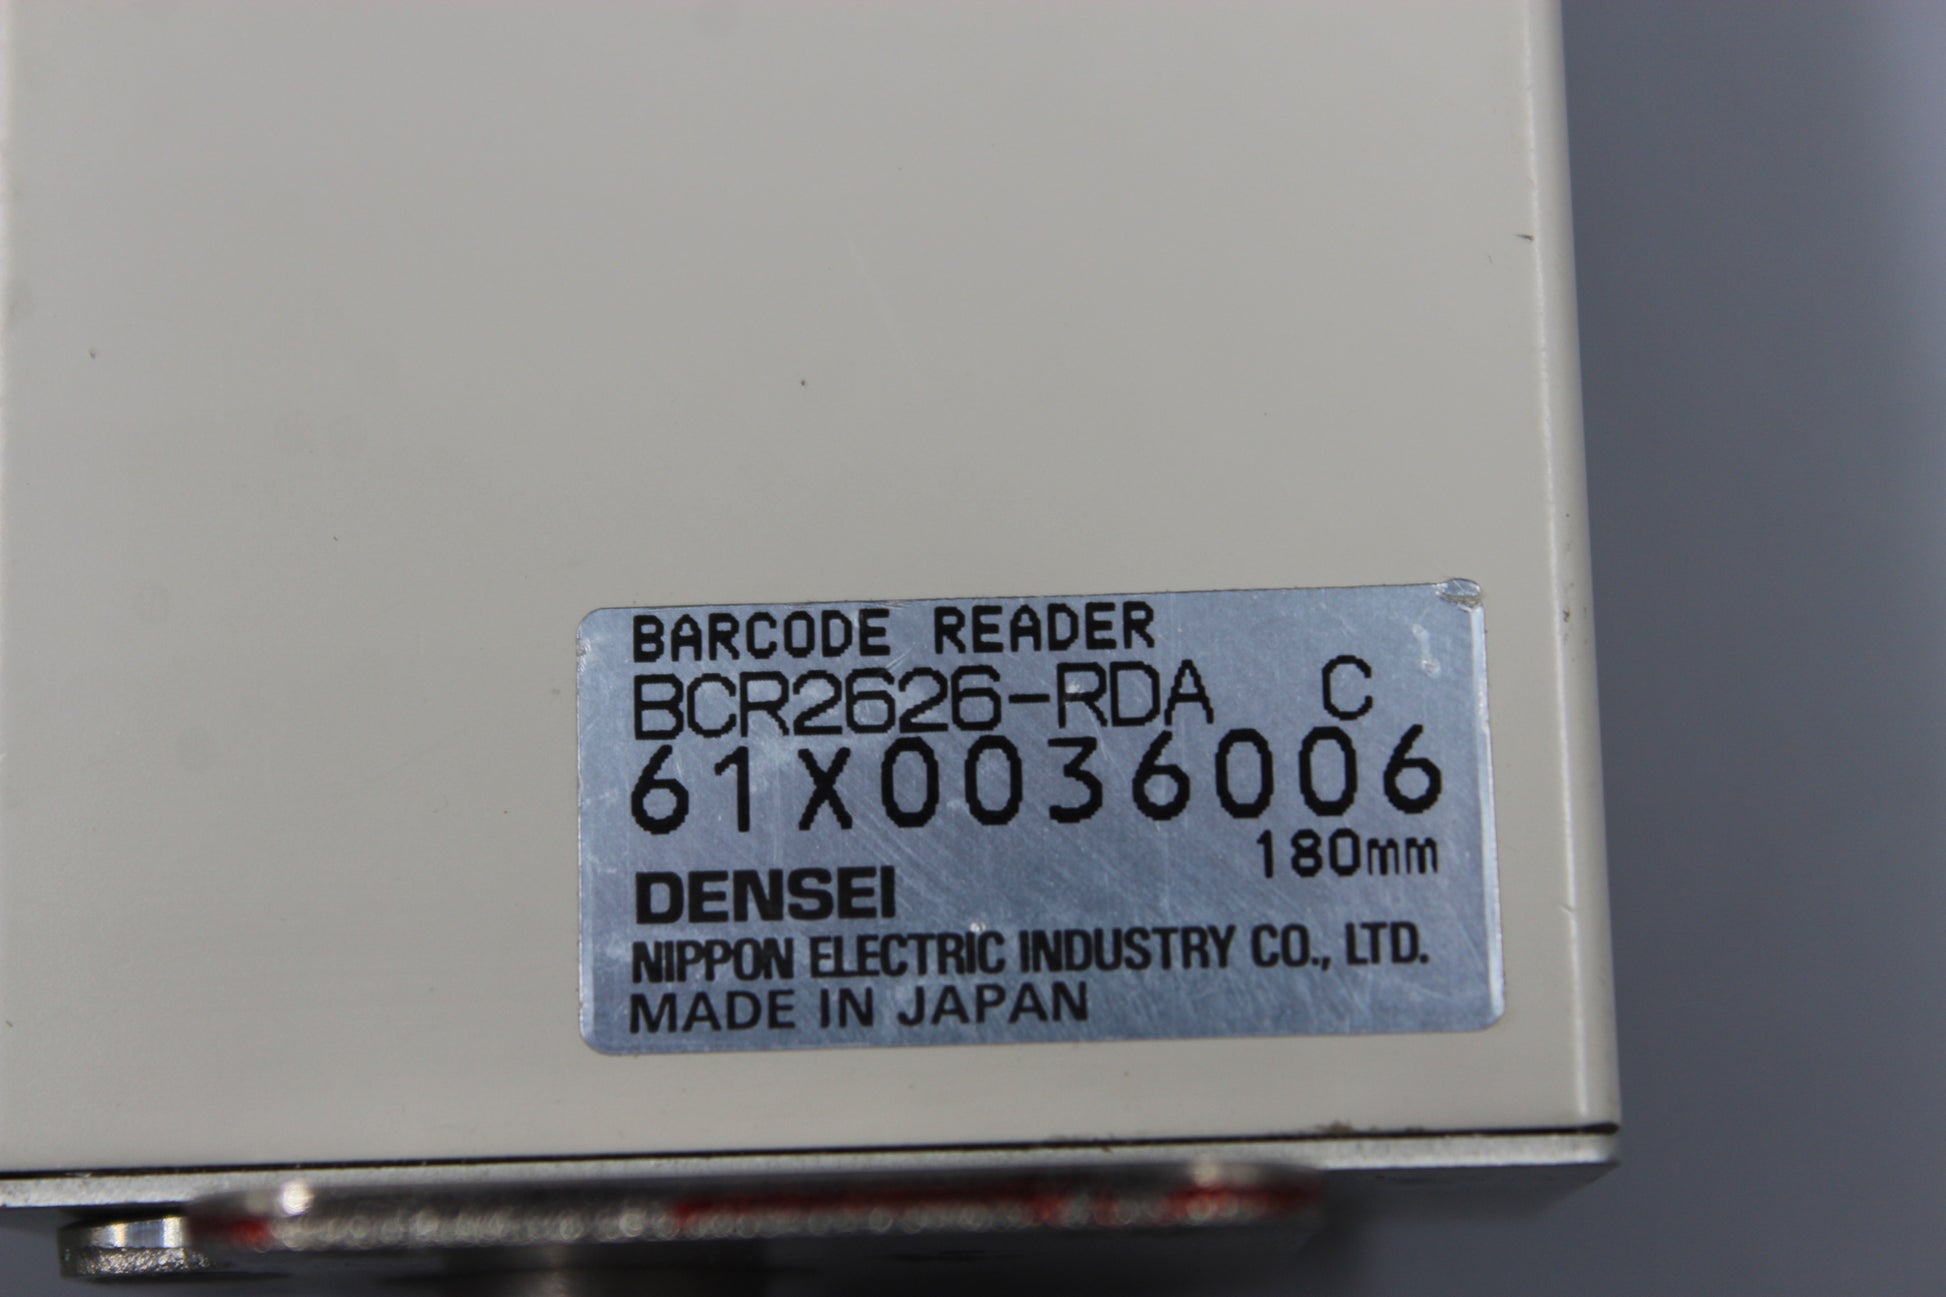 BARCODE READER
BCR2626-RDA C
61X0036006
180mm
DENSEI
NIPPON ELECTRIC INDUSTRY CO., LTD.
MADE IN JAPAN